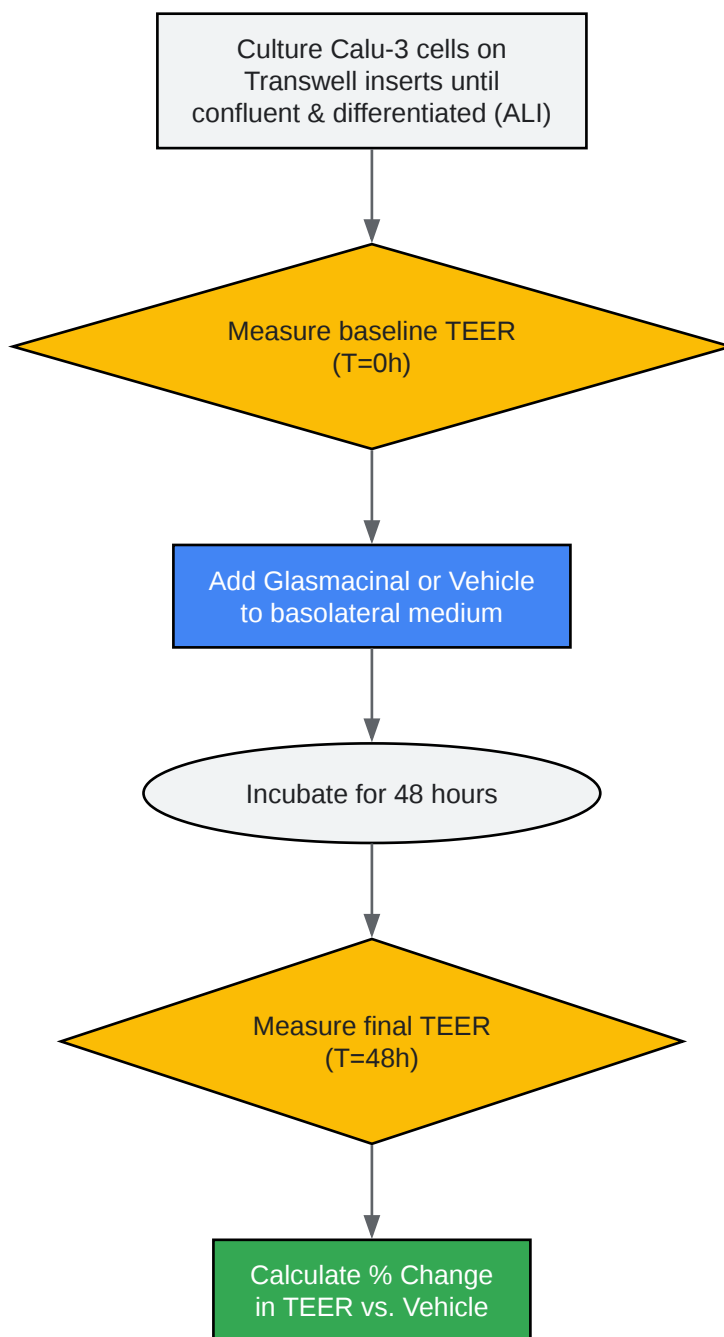 Culture Calu-3 cells on
Transwell inserts until
confluent & differentiated (ALI)
Measure baseline TEER
(T=0h)
Add Glasmacinal or Vehicle
to basolateral medium
Incubate for 48 hours
Measure final TEER
(T=48h)
Calculate % Change
in TEER vs. Vehicle